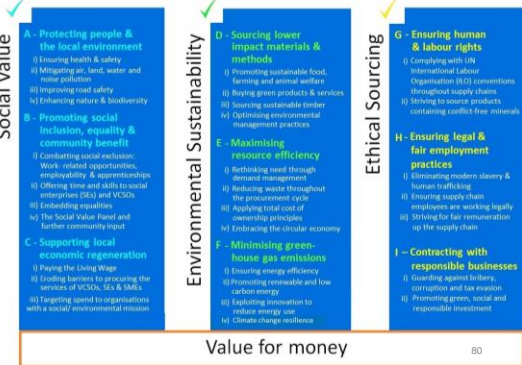 Social Value
A - Protecting people &
the local environment
i) Ensuring health & safety
ii) Mitigating air, land, water and
noise pollution
iii) Improving road safety
iv) Enhancing nature & biodiversity
B - Promoting social
inclusion, equality &
community benefit
i) Combatting social exclusion:
Work- related opportunities,
employability & apprenticeships
ii) Offering time and skills to social
enterprises (SEs) and VCSOs
iii) Embedding equalities
iv) The Social Value Panel and
further community input
C - Supporting local
economic regeneration
i) Paying the Living Wage
ii) Eroding barriers to procuring the
services of VCSOs, SEs & SMEs
iii) Targeting spend to organisations
with a social/ environmental mission
Environmental Sustainability
D - Sourcing lower
impact materials &
methods
i) Promoting sustainable food,
farming and animal welfare
ii) Buying green products & services
iii) Sourcing sustainable timber
iv) Optimising environmental
management practices
E - Maximising
resource efficiency
i) Rethinking need through
demand management
ii) Reducing waste throughout
the procurement cycle
iii) Applying total cost of
ownership principles
iv) Embracing the circular economy
F - Minimising green-
house gas emissions
i) Ensuring energy efficiency
ii) Promoting renewable and low
carbon energy
iii) Exploiting innovation to
reduce energy use
iv) Climate change resilience
Ethical Sourcing
G - Ensuring human
& labour rights
i) Complying with UN
International Labour
Organisation (ILO) conventions
throughout supply chains
ii) Striving to source products
containing conflict-free minerals
H - Ensuring legal &
fair employment
practices
i) Eliminating modern slavery &
human trafficking
ii) Ensuring supply chain
employees are working legally
iii) Striving for fair remuneration
up the supply chain
I – Contracting with
responsible businesses
i) Guarding against bribery,
corruption and tax evasion
ii) Promoting green, social and
responsible investment
Value for money
80